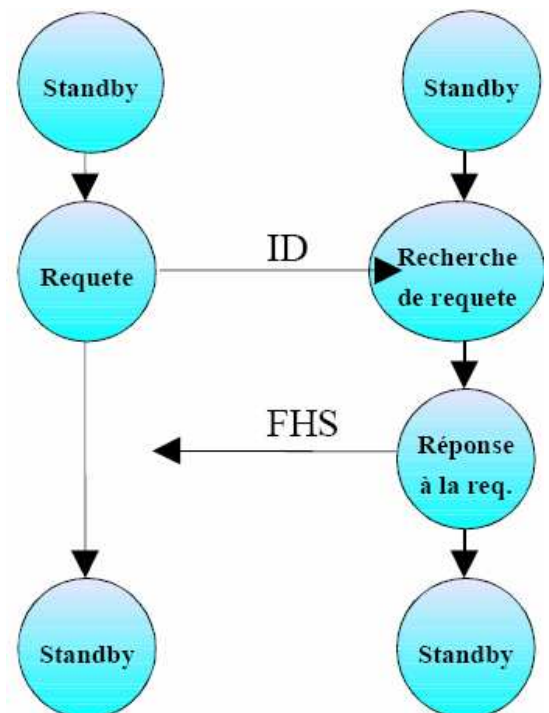 Standby
Standby
Requete
ID
Recherche
de requete
FHS
Réponse
à la req.
Standby
Standby